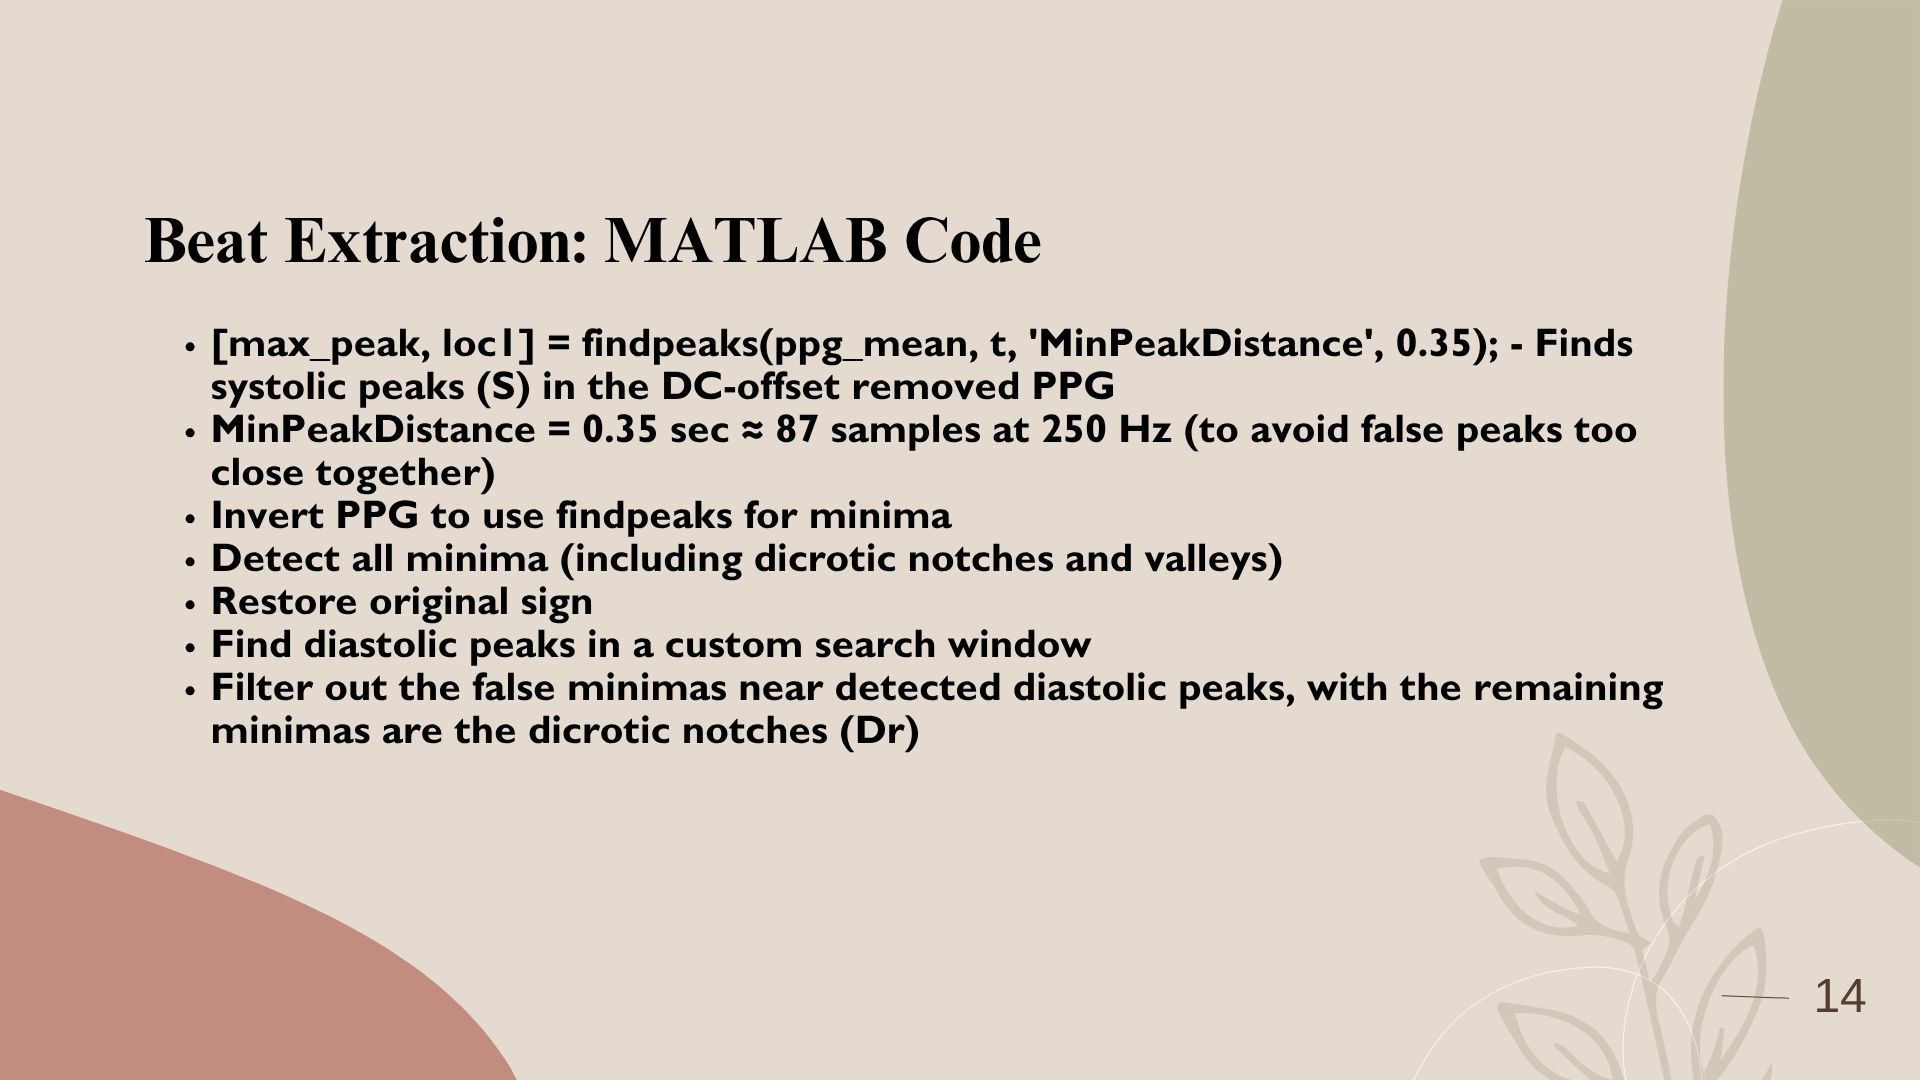 Beat Extraction: MATLAB Code
• [max_peak, loc1] = findpeaks(ppg_mean, t, 'MinPeakDistance', 0.35); - Finds
systolic peaks (S) in the DC-offset removed PPG
• MinPeakDistance = 0.35 sec ≈ 87 samples at 250 Hz (to avoid false peaks too
close together)
• Invert PPG to use findpeaks for minima
• Detect all minima (including dicrotic notches and valleys)
• Restore original sign
• Find diastolic peaks in a custom search window
• Filter out the false minimas near detected diastolic peaks, with the remaining
minimas are the dicrotic notches (Dr)
14